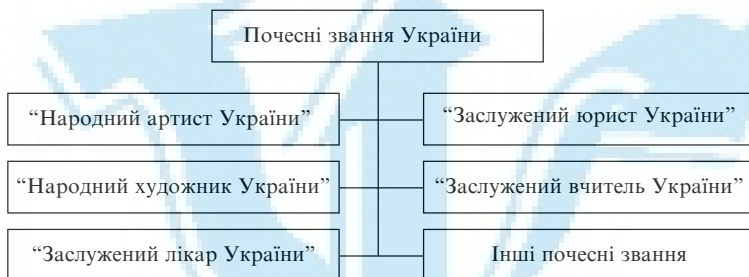 Почесні звання України
“Народний артист України”
“Заслужений юрист України”
“Народний художник України”
“Заслужений вчитель України”
“Заслужений лікар України”
Інші почесні звання